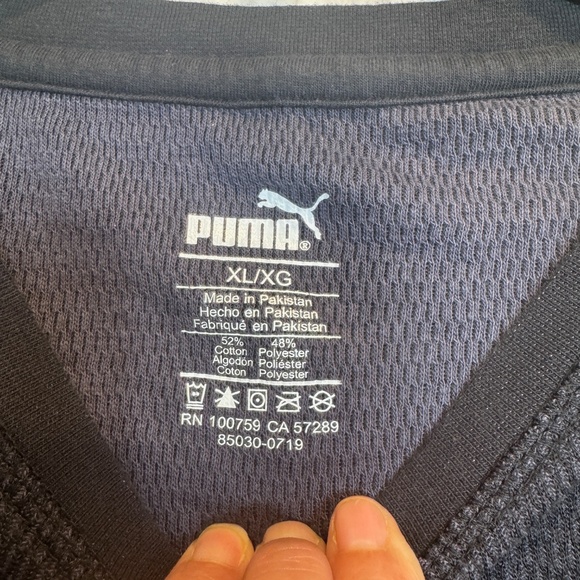 PUMA®
XL/XG
Made in Pakistan
Hecho en Pakistan
Fabriqué en Pakistan
52% 48%
Cotton Polyester
Algodón Poliéster
Coton Polyester
RN 100759 CA 57289
85030-0719